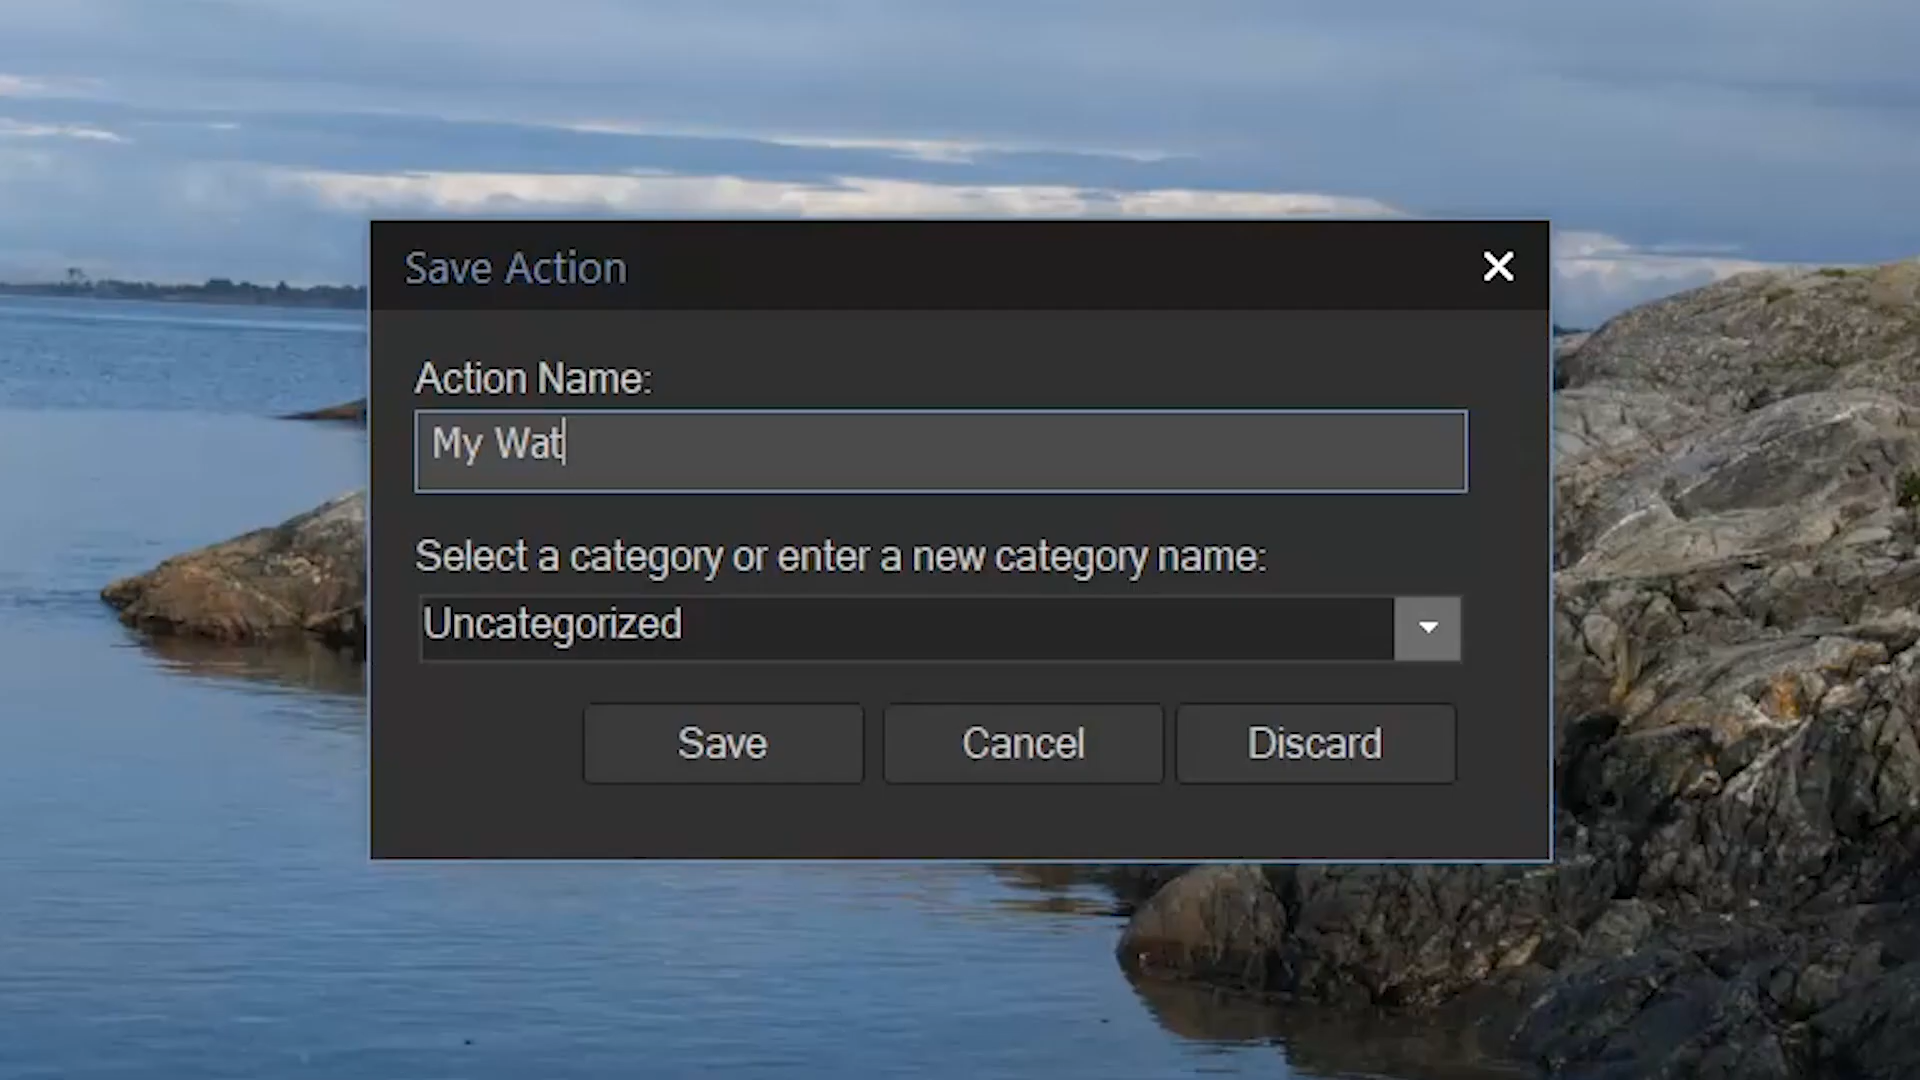 Save Action
Action Name:
My Wat
Select a category or enter a new category name:
Uncategorized
Save
Cancel
Discard